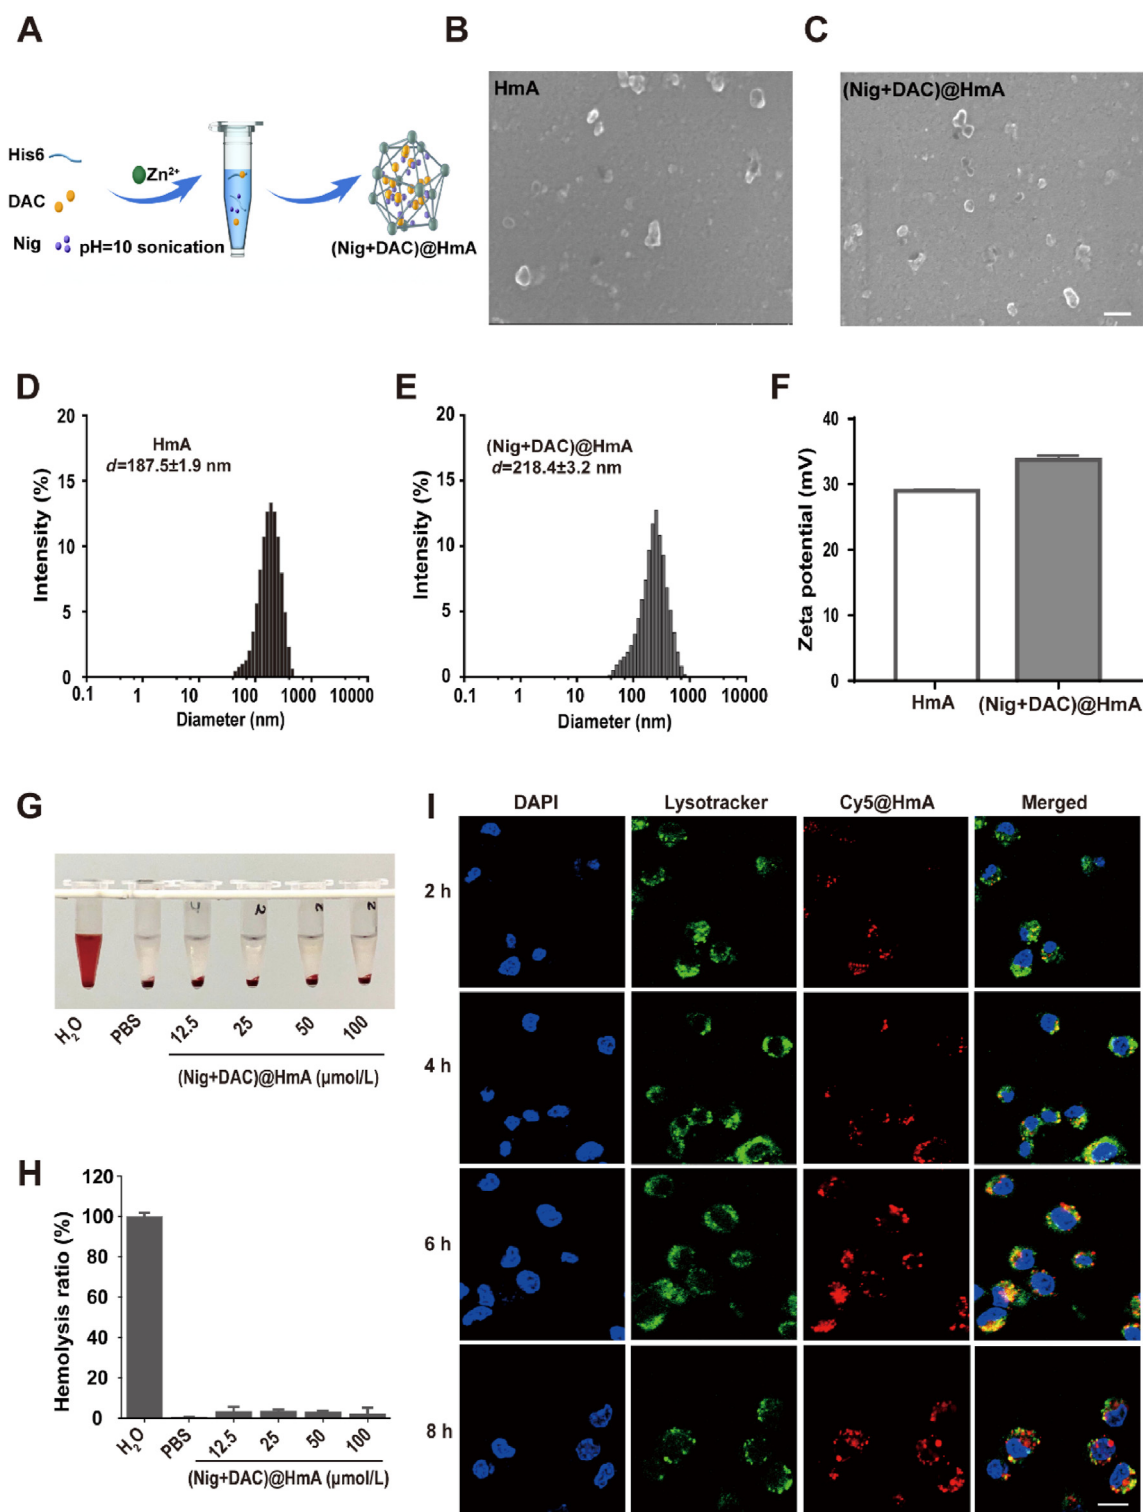 A
His6
DAC
Nig
Zn²⁺
pH=10 sonication
(Nig+DAC)@HmA
B
HmA
C
(Nig+DAC)@HmA
D
Intensity (%)
20
15
10
5
0
HmA
d=187.5±1.9 nm
0.1 1 10 100 1000 10000
Diameter (nm)
E
Intensity (%)
20
15
10
5
0
(Nig+DAC)@HmA
d=218.4±3.2 nm
0.1 1 10 100 1000 10000
Diameter (nm)
F
Zeta potential (mV)
40
30
20
10
0
HmA (Nig+DAC)@HmA
G
H₂O PBS 12.5 25 50 100
(Nig+DAC)@HmA (μmol/L)
H
Hemolysis ratio (%)
120
100
80
60
40
20
0
H₂O PBS 12.5 25 50 100
(Nig+DAC)@HmA (μmol/L)
I
DAPI Lysotracker Cy5@HmA Merged
2 h
4 h
6 h
8 h